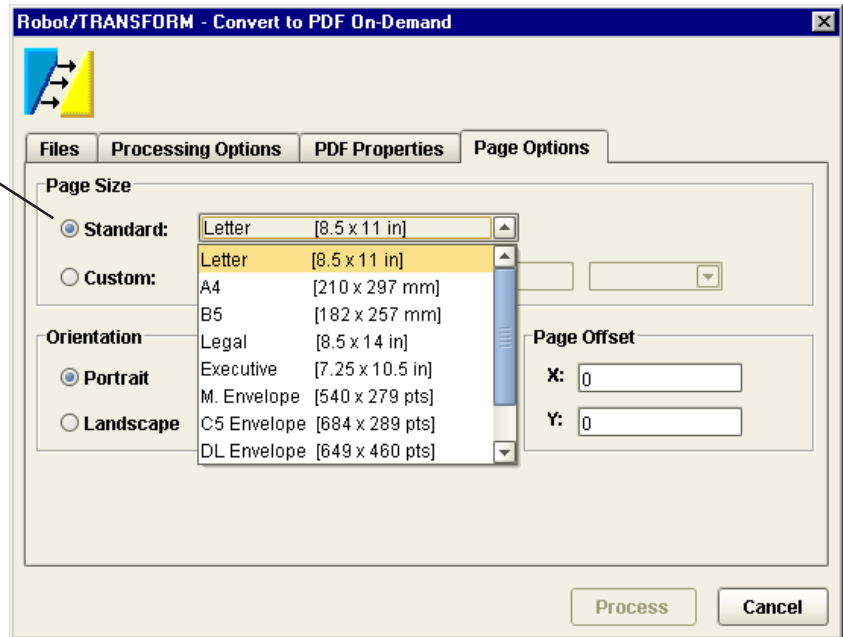 Robot/TRANSFORM - Convert to PDF On-Demand
Files Processing Options PDF Properties Page Options
Page Size
Standard: Letter [8.5 x 11 in]
Letter [8.5 x 11 in]
Custom:
A4 [210 x 297 mm]
B5 [182 x 257 mm]
Orientation
Legal [8.5 x 14 in]
Page Offset
Portrait
Executive [7.25 x 10.5 in]
X: 0
M. Envelope [540 x 279 pts]
Landscape
C5 Envelope [684 x 289 pts]
Y: 0
DL Envelope [649 x 460 pts]
Process Cancel